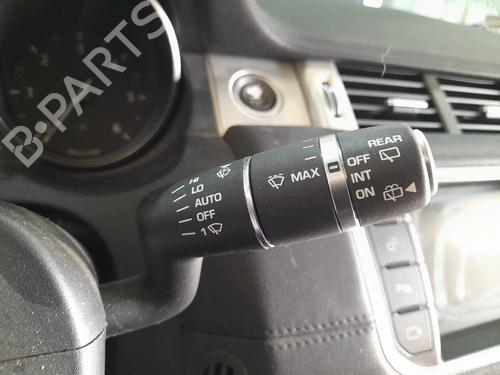 B-PARTS
HI
LO
AUTO
OFF
1
MAX
REAR
OFF
INT
ON